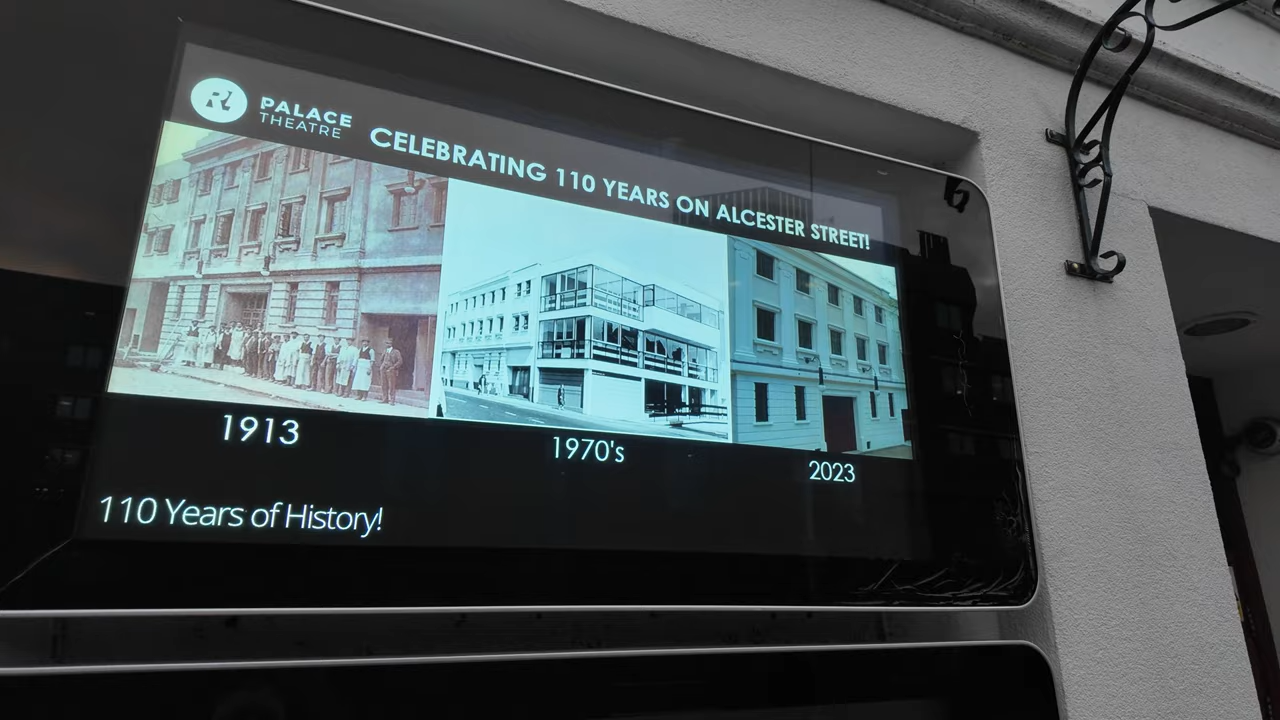 PALACE
THEATRE
CELEBRATING 110 YEARS ON ALCESTER STREET!
1913
1970's
2023
110 Years of History!